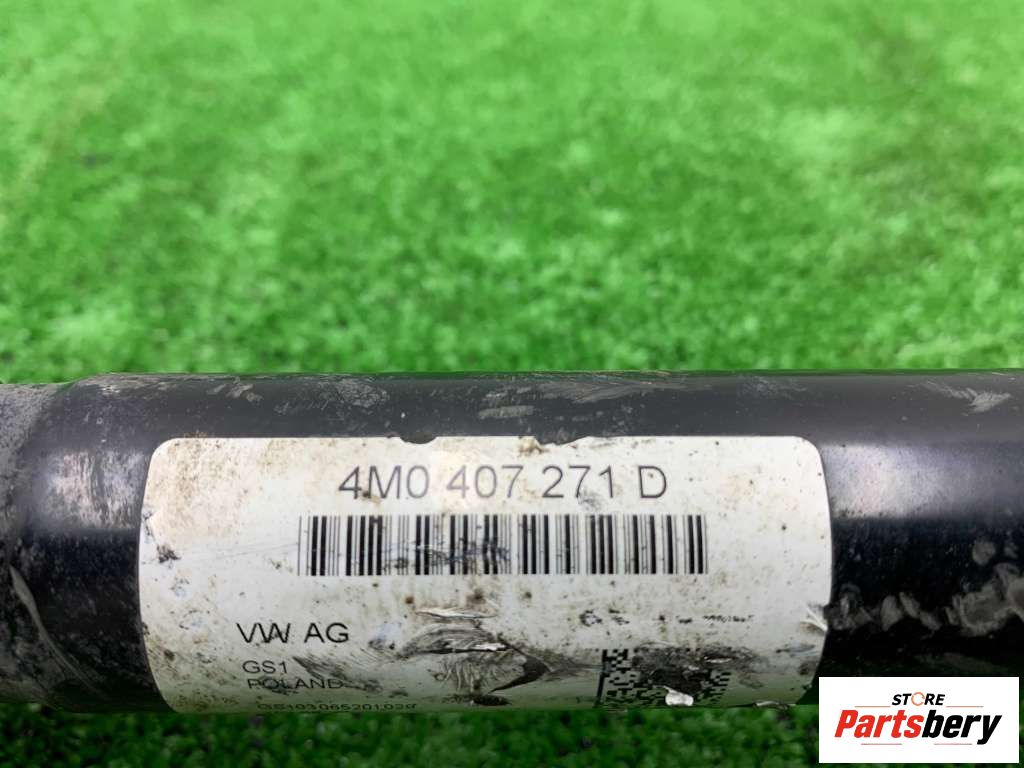 4M0 407 271 D
VW AG
GS1
POLAND
STORE
Partsbery